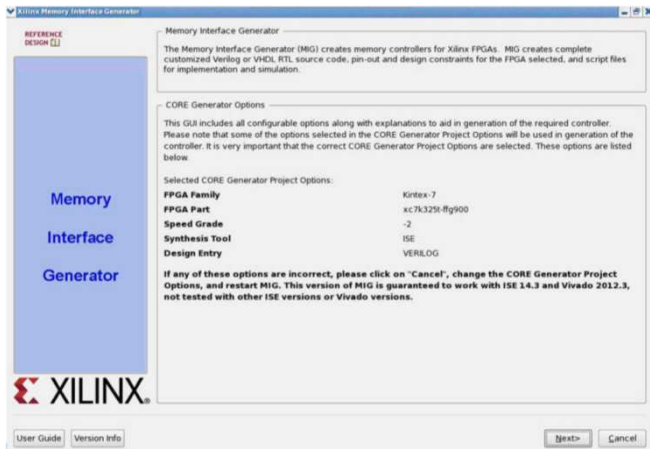 Xilinx Memory Interface Generator
REFERENCE
DESIGN
Memory Interface Generator
The Memory Interface Generator (MIG) creates memory controllers for Xilinx FPGAs. MIG creates complete
customized Verilog or VHDL RTL source code, pin-out and design constraints for the FPGA selected, and script files
for implementation and simulation.
CORE Generator Options
This GUI includes all configurable options along with explanations to aid in generation of the required controller.
Please note that some of the options selected in the CORE Generator Project Options will be used in generation of the
controller. It is very important that the correct CORE Generator Project Options are selected. These options are listed
below.
Selected CORE Generator Project Options:
FPGA Family Kintex-7
FPGA Part xc7k325t-ffg900
Speed Grade -2
Synthesis Tool ISE
Design Entry VERILOG
If any of these options are incorrect, please click on "Cancel", change the CORE Generator Project
Options, and restart MIG. This version of MIG is guaranteed to work with ISE 14.3 and Vivado 2012.3,
not tested with other ISE versions or Vivado versions.
Memory
Interface
Generator
XILINX
User Guide
Version Info
Next>
Cancel